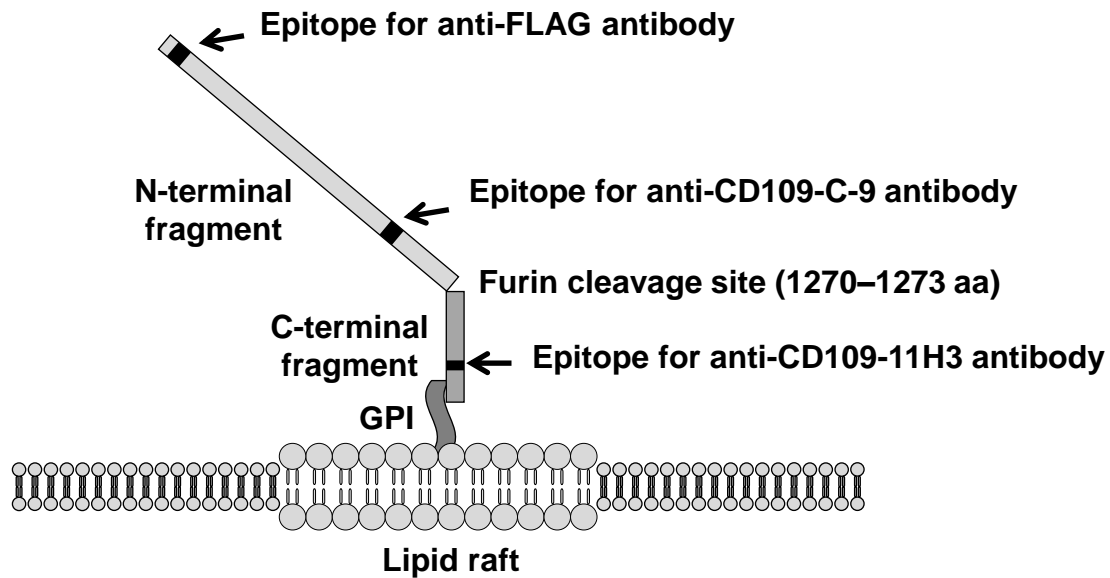 Epitope for anti-FLAG antibody
N-terminal
fragment
Epitope for anti-CD109-C-9 antibody
Furin cleavage site (1270–1273 aa)
C-terminal
fragment
Epitope for anti-CD109-11H3 antibody
GPI
Lipid raft